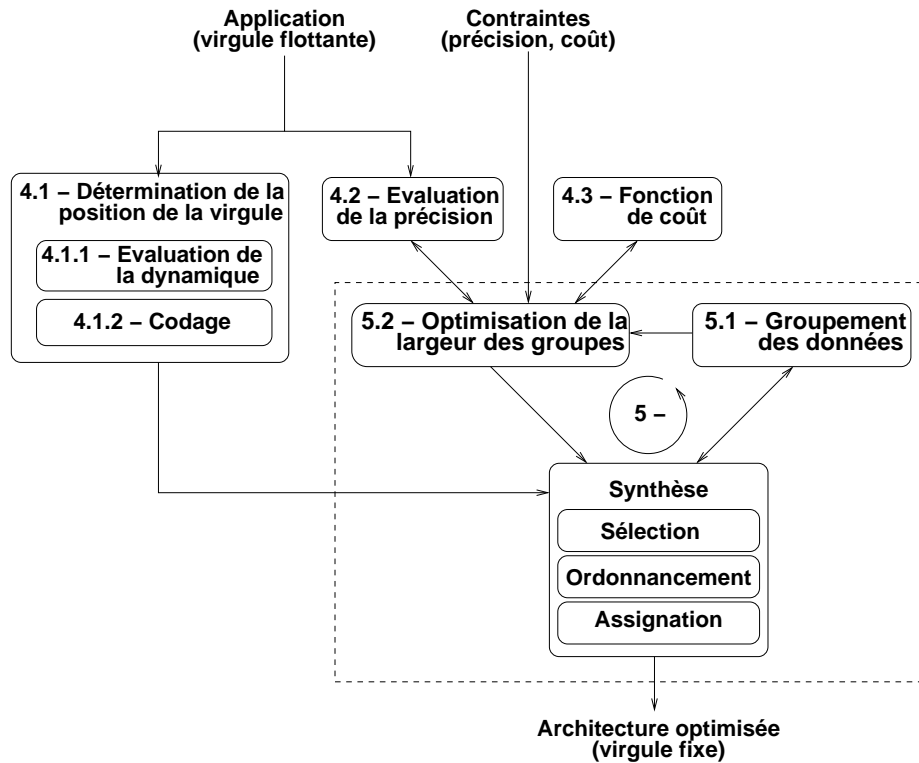 Application
(virgule flottante)
Contraintes
(précision, coût)
4.1 – Détermination de la
position de la virgule
4.1.1 – Evaluation de
la dynamique
4.1.2 – Codage
4.2 – Evaluation
de la précision
4.3 – Fonction
de coût
5.2 – Optimisation de la
largeur des groupes
5.1 – Groupement
des données
5 –
Synthèse
Sélection
Ordonnancement
Assignation
Architecture optimisée
(virgule fixe)